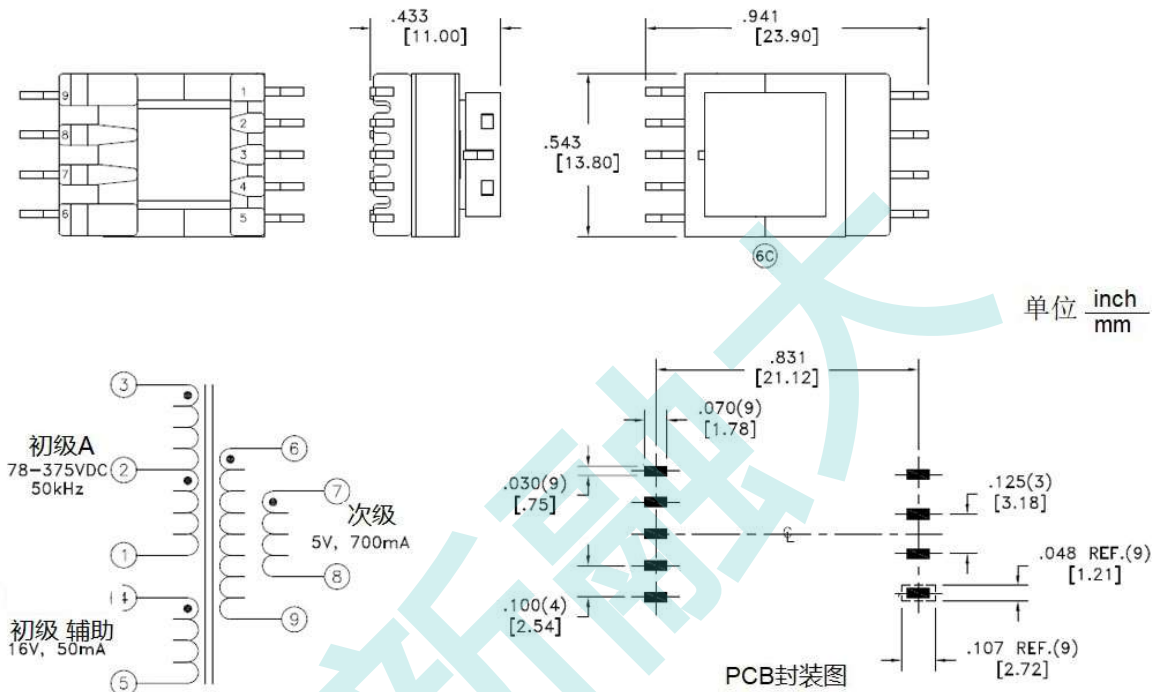 .433
[11.00]
.941
[23.90]
9
8
7
6
1
2
3
4
5
.543
[13.80]
6C
单位 inch
mm
3
初级A
78-375VDC
50kHz
2
1
4
初级 辅助
16V, 50mA
5
6
7
次级
5V, 700mA
8
9
.831
[21.12]
.070(9)
[1.78]
.030(9)
[.75]
.125(3)
[3.18]
℄
.048 REF.(9)
[1.21]
.100(4)
[2.54]
.107 REF.(9)
[2.72]
PCB封装图
新融大